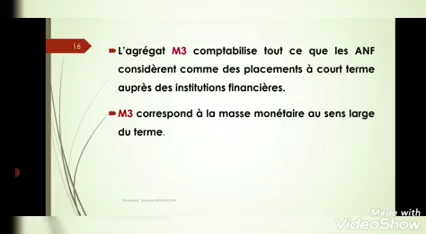 16
L'agrégat M3 comptabilise tout ce que les ANF
considèrent comme des placements à court terme
auprès des institutions financières.
M3 correspond à la masse monétaire au sens large
du terme.
Made with
VideoShow